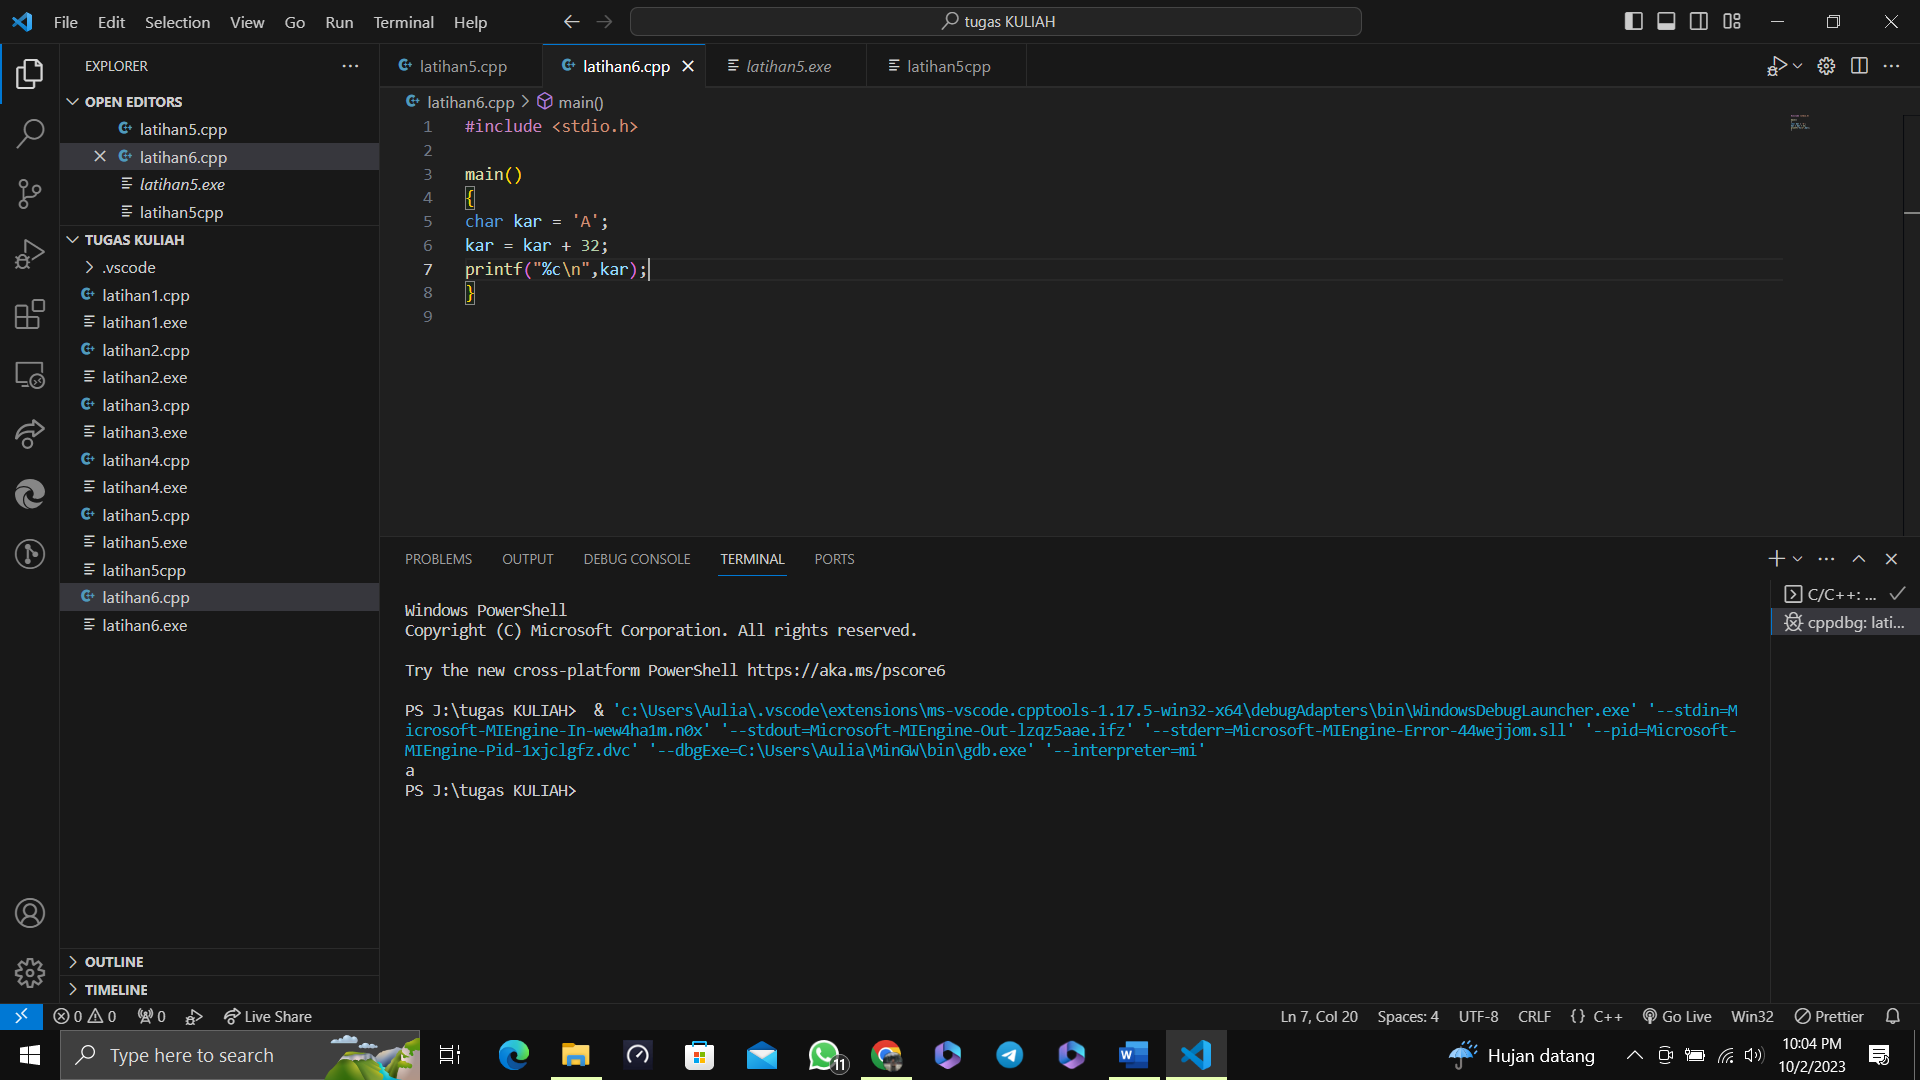 File Edit Selection View Go Run Terminal Help
tugas KULIAH
EXPLORER
OPEN EDITORS
latihan5.cpp
latihan6.cpp
latihan5.exe
latihan5cpp
TUGAS KULIAH
.vscode
latihan1.cpp
latihan1.exe
latihan2.cpp
latihan2.exe
latihan3.cpp
latihan3.exe
latihan4.cpp
latihan4.exe
latihan5.cpp
latihan5.exe
latihan5cpp
latihan6.cpp
latihan6.exe
OUTLINE
TIMELINE
latihan5.cpp latihan6.cpp latihan5.exe latihan5cpp
latihan6.cpp > main()
1 #include <stdio.h>
2
3 main()
4 {
5 char kar = 'A';
6 kar = kar + 32;
7 printf("%c\n",kar);
8 }
9
PROBLEMS OUTPUT DEBUG CONSOLE TERMINAL PORTS
Windows PowerShell
Copyright (C) Microsoft Corporation. All rights reserved.
Try the new cross-platform PowerShell https://aka.ms/pscore6
PS J:\tugas KULIAH>  & 'c:\Users\Aulia\.vscode\extensions\ms-vscode.cpptools-1.17.5-win32-x64\debugAdapters\bin\WindowsDebugLauncher.exe' '--stdin=M
icrosoft-MIEngine-In-wew4ha1m.n0x' '--stdout=Microsoft-MIEngine-Out-lzqz5aae.ifz' '--stderr=Microsoft-MIEngine-Error-44wejjom.sll' '--pid=Microsoft-
MIEngine-Pid-1xjclgfz.dvc' '--dbgExe=C:\Users\Aulia\MinGW\bin\gdb.exe' '--interpreter=mi'
a
PS J:\tugas KULIAH>
C/C++: ...
cppdbg: lati...
0 0 0 Live Share
Ln 7, Col 20 Spaces: 4 UTF-8 CRLF {} C++ Go Live Win32 Prettier
Type here to search
11
Hujan datang
10:04 PM
10/2/2023